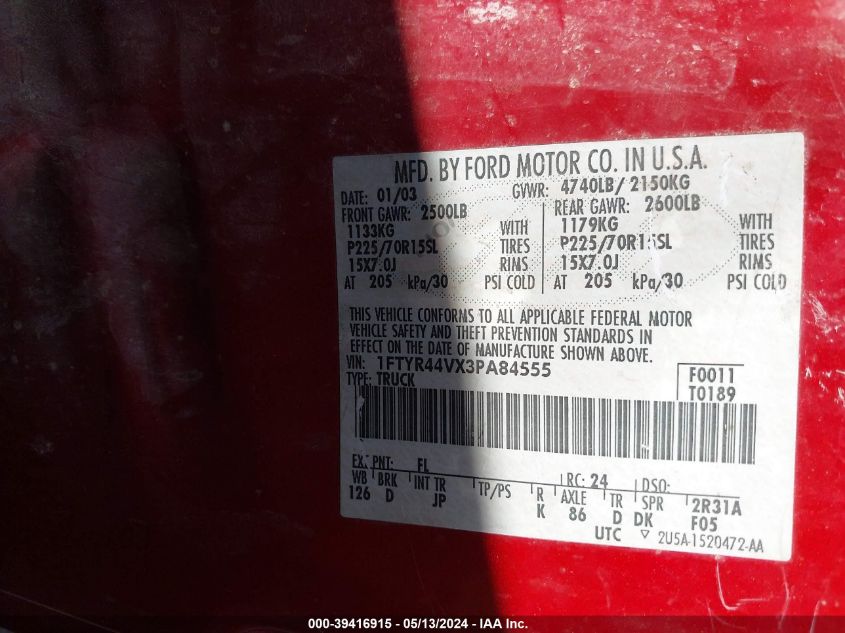 MFD. BY FORD MOTOR CO. IN U.S.A.
DATE: 01/03 GVWR: 4740LB/ 2150KG
FRONT GAWR: 2500LB REAR GAWR: 2600LB
1133KG WITH 1179KG WITH
P225/70R15SL TIRES P225/70R15SL TIRES
15X7.0J RIMS 15X7.0J RIMS
AT 205 kPa/30 PSI COLD AT 205 kPa/30 PSI COLD
THIS VEHICLE CONFORMS TO ALL APPLICABLE FEDERAL MOTOR
VEHICLE SAFETY AND THEFT PREVENTION STANDARDS IN
EFFECT ON THE DATE OF MANUFACTURE SHOWN ABOVE.
VIN: 1FTYR44VX3PA84555 F0011
TYPE: TRUCK T0189
EX. PNT: FL RC: 24 DSO:
WB BRK INT TR TP/PS R AXLE TR SPR 2R31A
126 D JP K 86 D DK F05
UTC ▽ 2U5A-1520472-AA
000-39416915 - 05/13/2024 - IAA Inc.